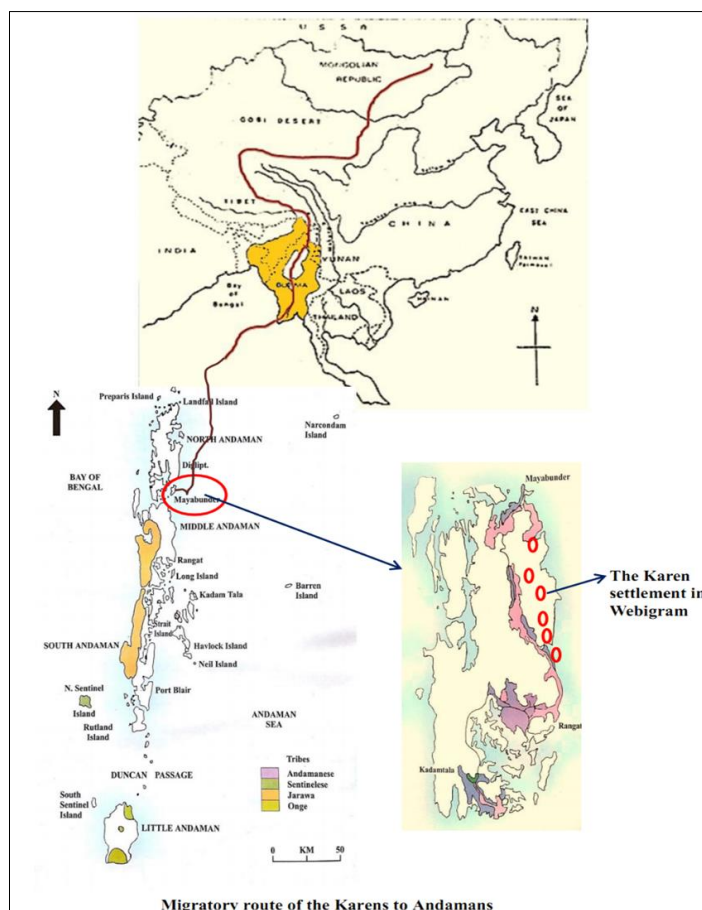 U S S A
MONGOLIAN
REPUBLIC
GOBI DESERT
SEA
OF
JAPAN
TIBET
CHINA
EAST CHINA
SEA
INDIA
YUNAN
Bay
of
Bengal
LAOS
HAINAN
THAILAND
N
N
Preparis Island
Landfall Island
Narcondam
Island
NORTH ANDAMAN
Diglipt.
BAY OF
BENGAL
Mayabunder
MIDDLE ANDAMAN
Rangat
Long Island
Kadam Tala
Barren
Island
Strait
Island
SOUTH ANDAMAN
Havlock Island
Neil Island
N. Sentinel
Island
Port Blair
Rutland
Island
ANDAMAN
SEA
DUNCAN PASSAGE
South
Sentinel
Island
LITTLE ANDAMAN
Tribes
Andamanese
Sentinelese
Jarawa
Onge
0 KM 50
Mayabunder
The Karen
settlement in
Webigram
Rangat
Kadamtala
Migratory route of the Karens to Andamans